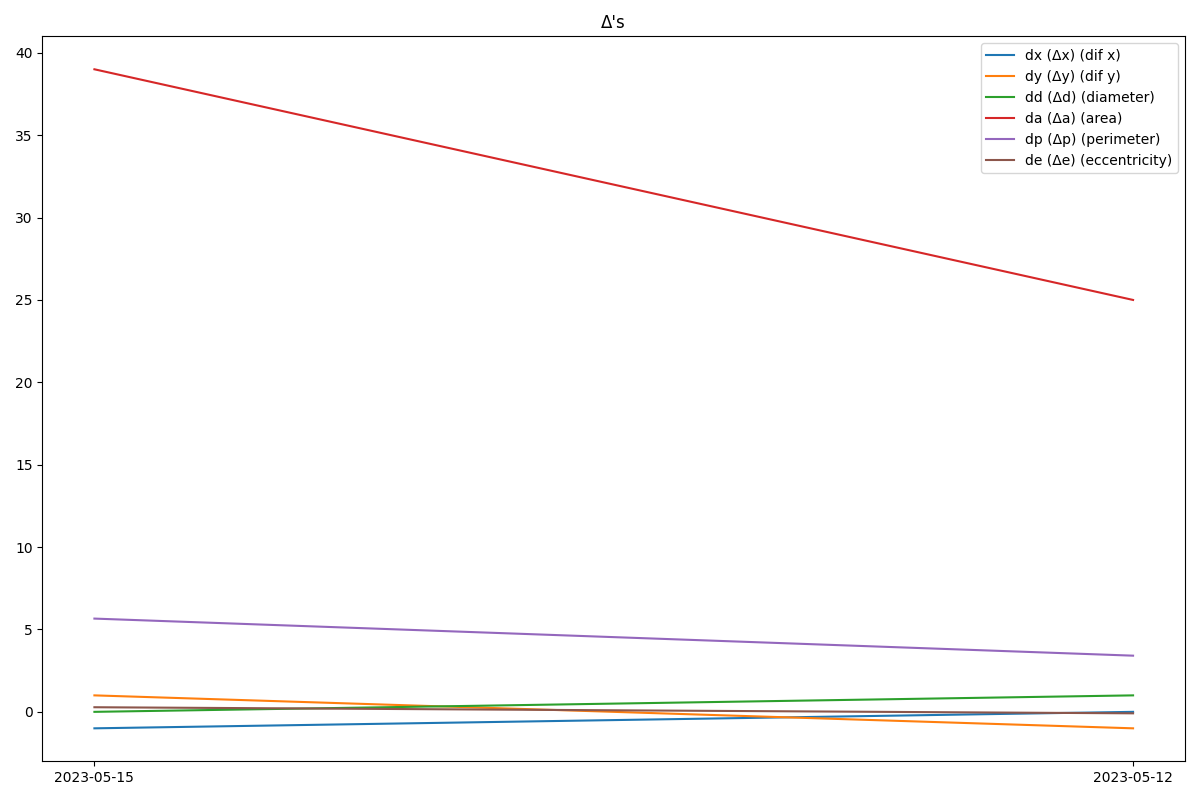 Δ's
dx (Δx) (dif x)
dy (Δy) (dif y)
dd (Δd) (diameter)
da (Δa) (area)
dp (Δp) (perimeter)
de (Δe) (eccentricity)
40
35
30
25
20
15
10
5
0
2023-05-15 2023-05-12